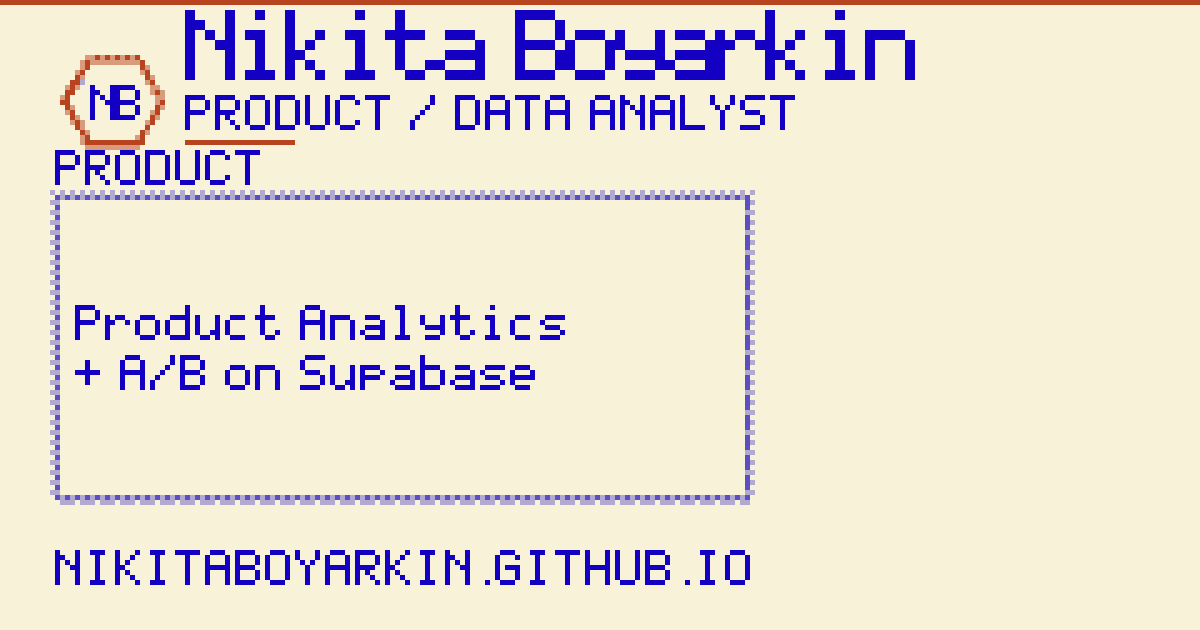 Nikita Boyarkin
NB
PRODUCT / DATA ANALYST
PRODUCT
Product Analytics
+ A/B on Supabase
NIKITABOYARKIN.GITHUB.IO